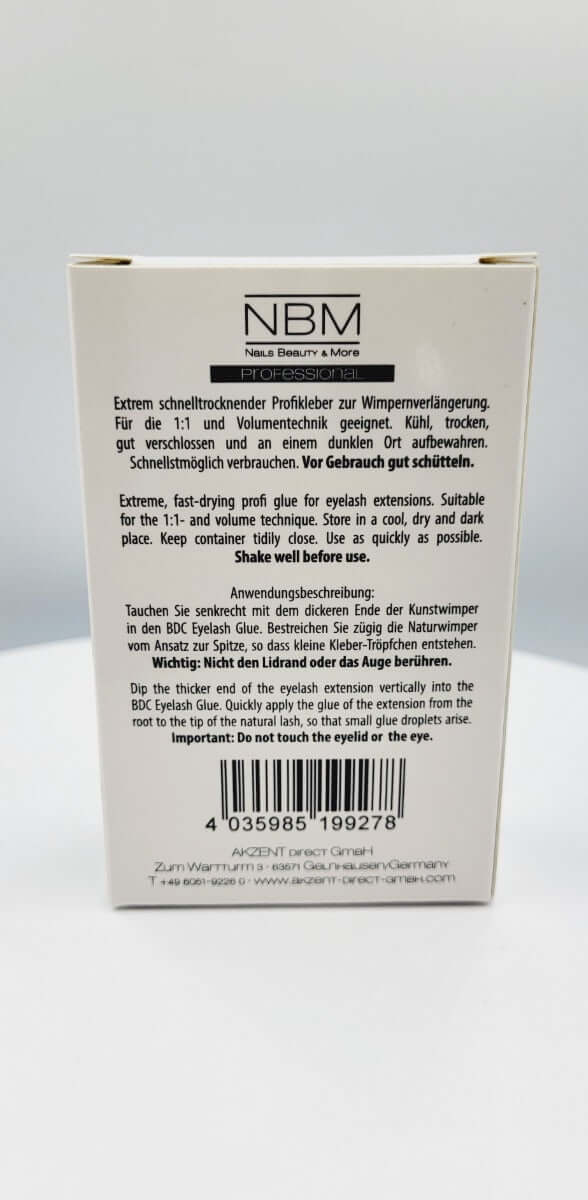 NBM
Nails Beauty & More
Professional
Extrem schnelltrocknender Profikleber zur Wimpernverlängerung.
Für die 1:1 und Volumentechnik geeignet. Kühl, trocken,
gut verschlossen und an einem dunklen Ort aufbewahren.
Schnellstmöglich verbrauchen. Vor Gebrauch gut schütteln.
Extreme, fast-drying profi glue for eyelash extensions. Suitable
for the 1:1- and volume technique. Store in a cool, dry and dark
place. Keep container tidily close. Use as quickly as possible.
Shake well before use.
Anwendungsbeschreibung:
Tauchen Sie senkrecht mit dem dickeren Ende der Kunstwimper
in den BDC Eyelash Glue. Bestreichen Sie zügig die Naturwimper
vom Ansatz zur Spitze, so dass kleine Kleber-Tröpfchen entstehen.
Wichtig: Nicht den Lidrand oder das Auge berühren.
Dip the thicker end of the eyelash extension vertically into the
BDC Eyelash Glue. Quickly apply the glue of the extension from the
root to the tip of the natural lash, so that small glue droplets arise.
Important: Do not touch the eyelid or the eye.
4 035985 199278
AKZENT direct GmbH
Zum Wartturm 3 · 63571 Gelnhausen/Germany
T +49 6051-9226 0 · www.akzent-direct-gmbh.com